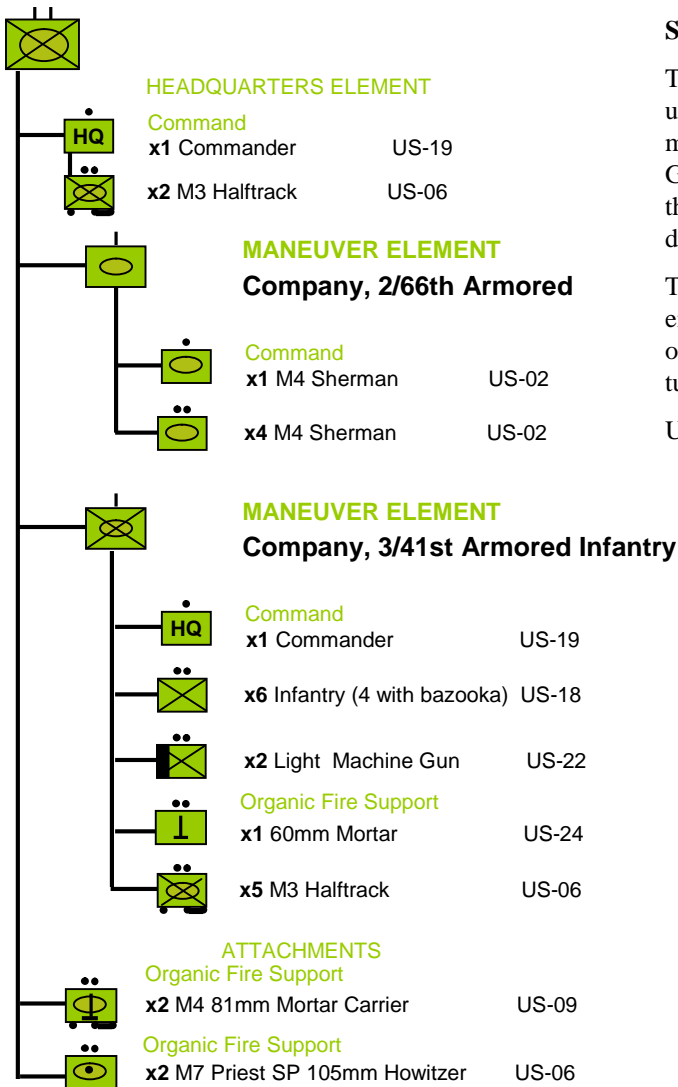 HEADQUARTERS ELEMENT
Command
HQ
x1 Commander US-19
x2 M3 Halftrack US-06
MANEUVER ELEMENT
Company, 2/66th Armored
Command
x1 M4 Sherman US-02
x4 M4 Sherman US-02
MANEUVER ELEMENT
Company, 3/41st Armored Infantry
Command
HQ
x1 Commander US-19
x6 Infantry (4 with bazooka) US-18
x2 Light Machine Gun US-22
Organic Fire Support
x1 60mm Mortar US-24
x5 M3 Halftrack US-06
ATTACHMENTS
Organic Fire Support
x2 M4 81mm Mortar Carrier US-09
Organic Fire Support
x2 M7 Priest SP 105mm Howitzer US-06